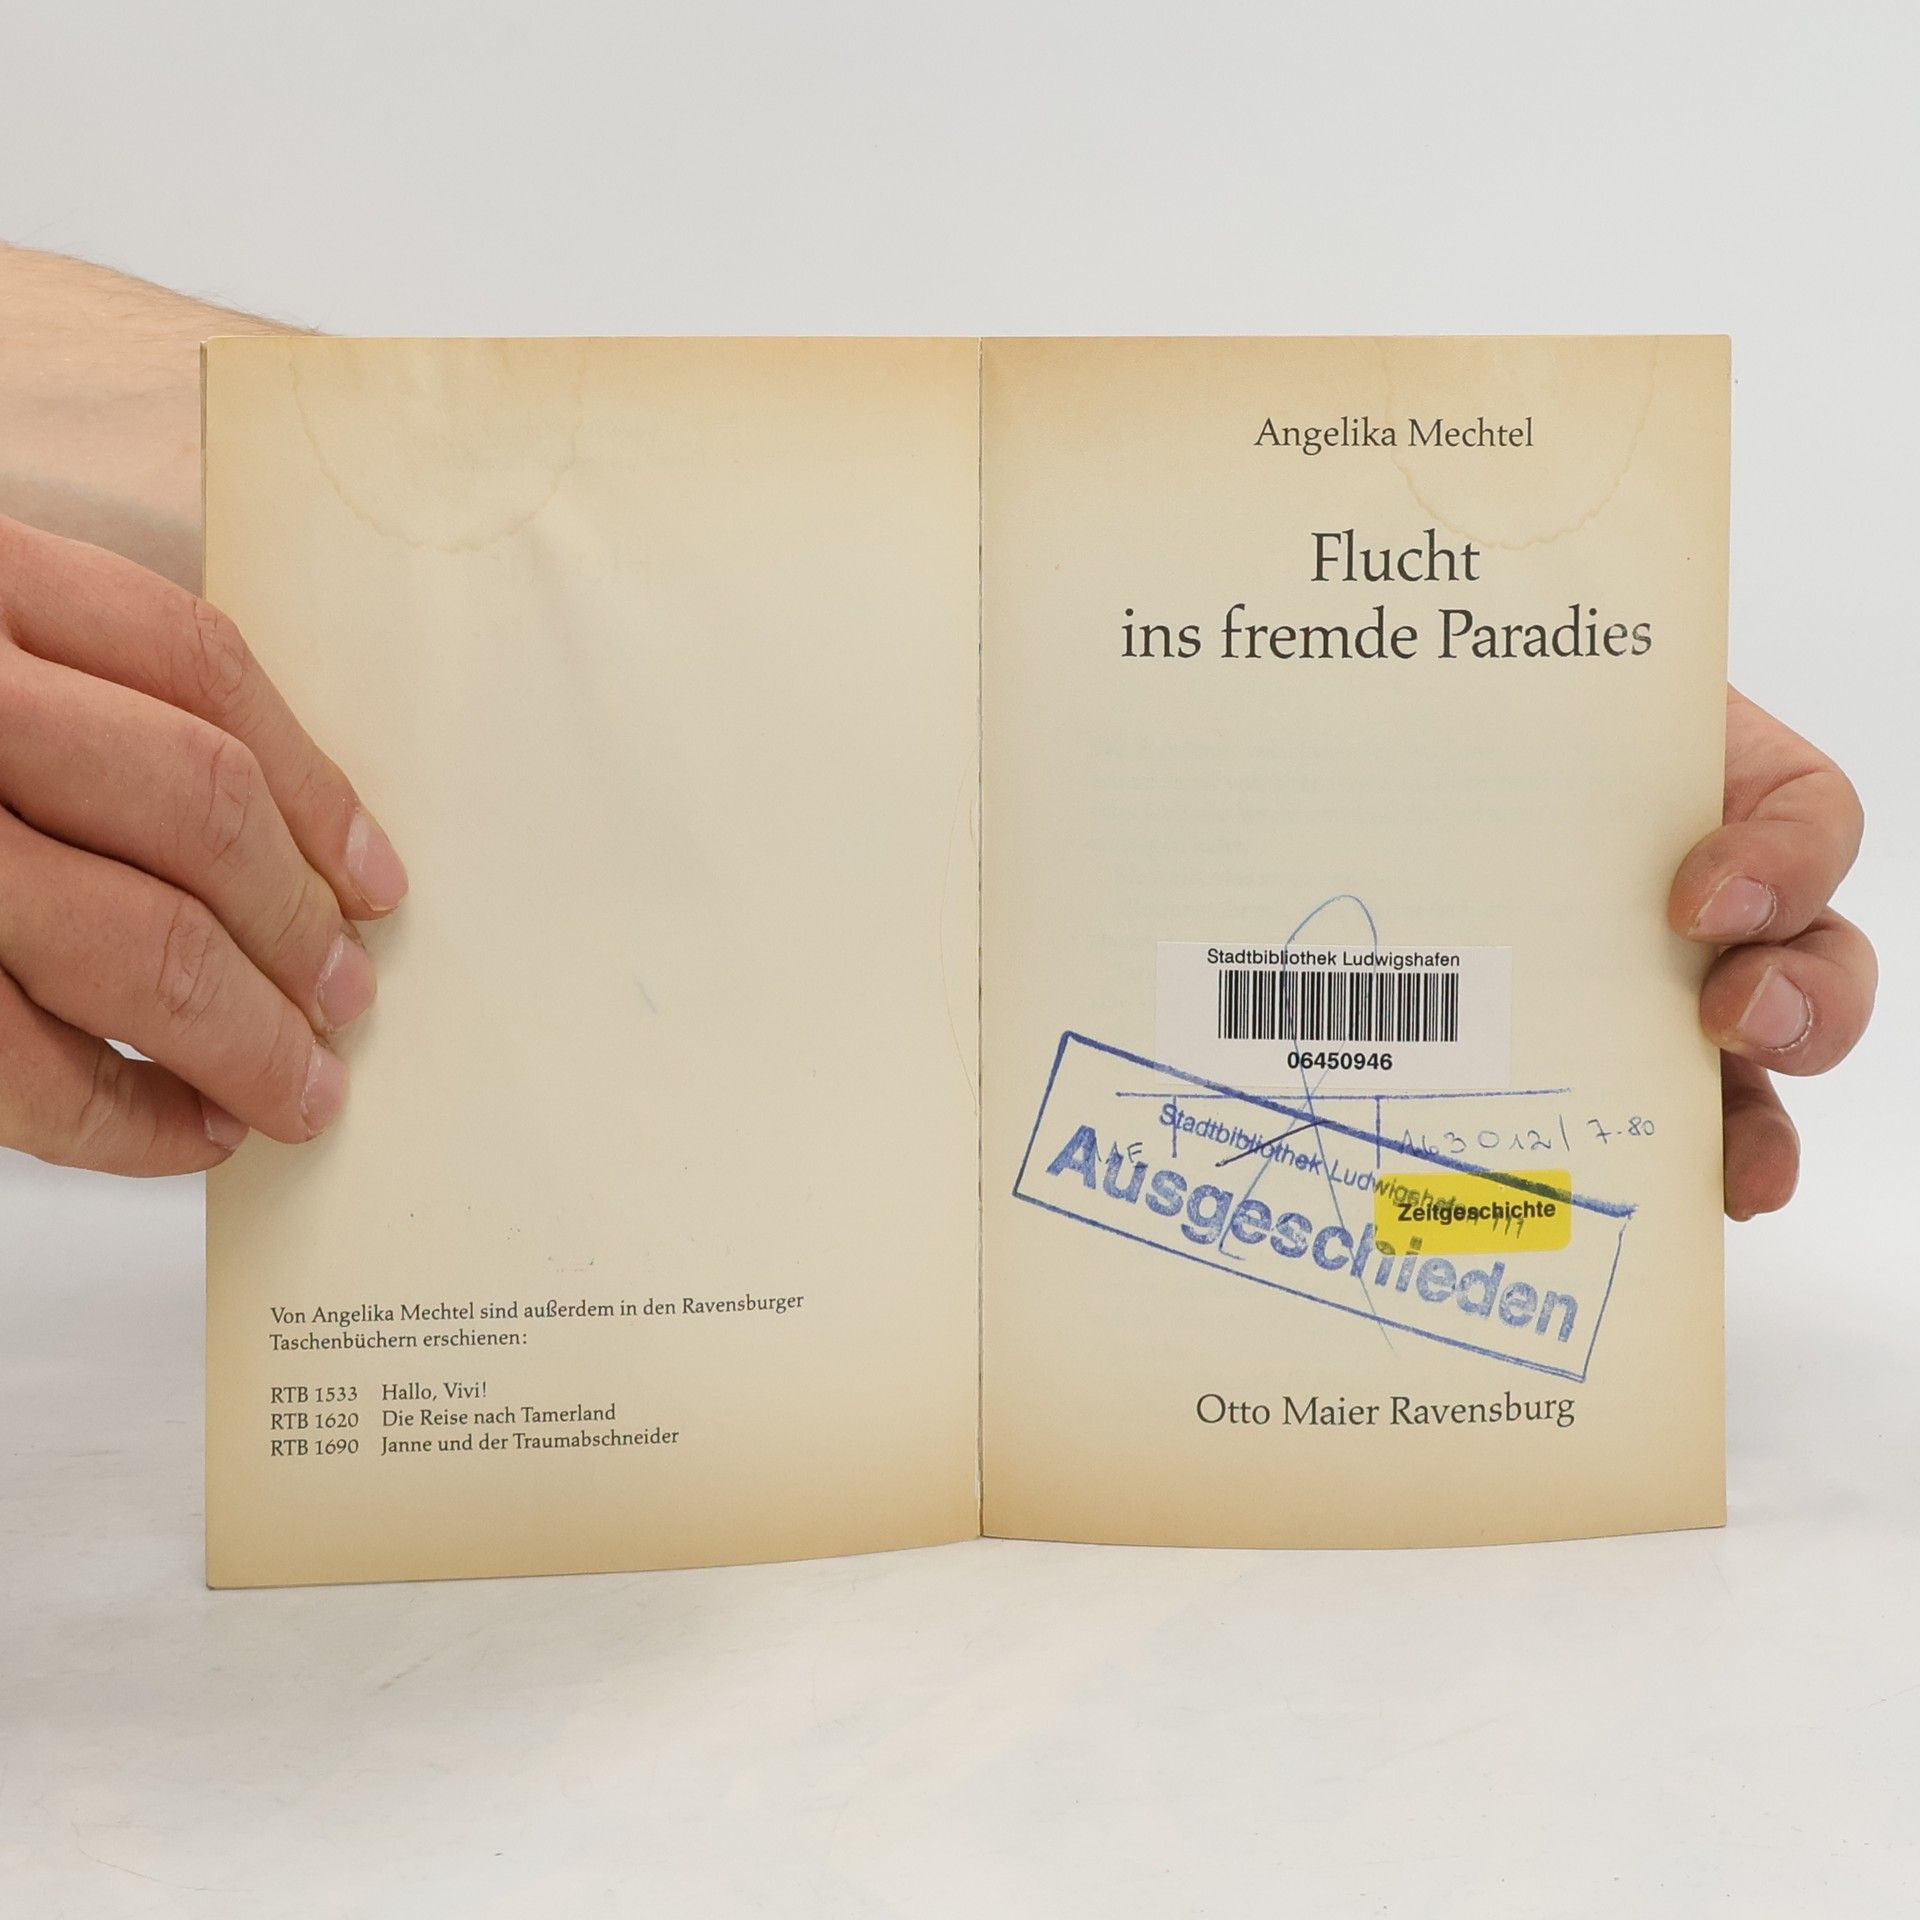 Von Angelika Mechtel sind außerdem in den Ravensburger
Taschenbüchern erschienen:
RTB 1533 Hallo, Vivi!
RTB 1620 Die Reise nach Tamerland
RTB 1690 Janne und der Traumabschneider
Angelika Mechtel
Flucht
ins fremde Paradies
Stadtbibliothek Ludwigshafen
06450946
7.80
Stadtbibliothek Ludwigshafen
Zeitgeschichte
Ausgeschieden
Otto Maier Ravensburg